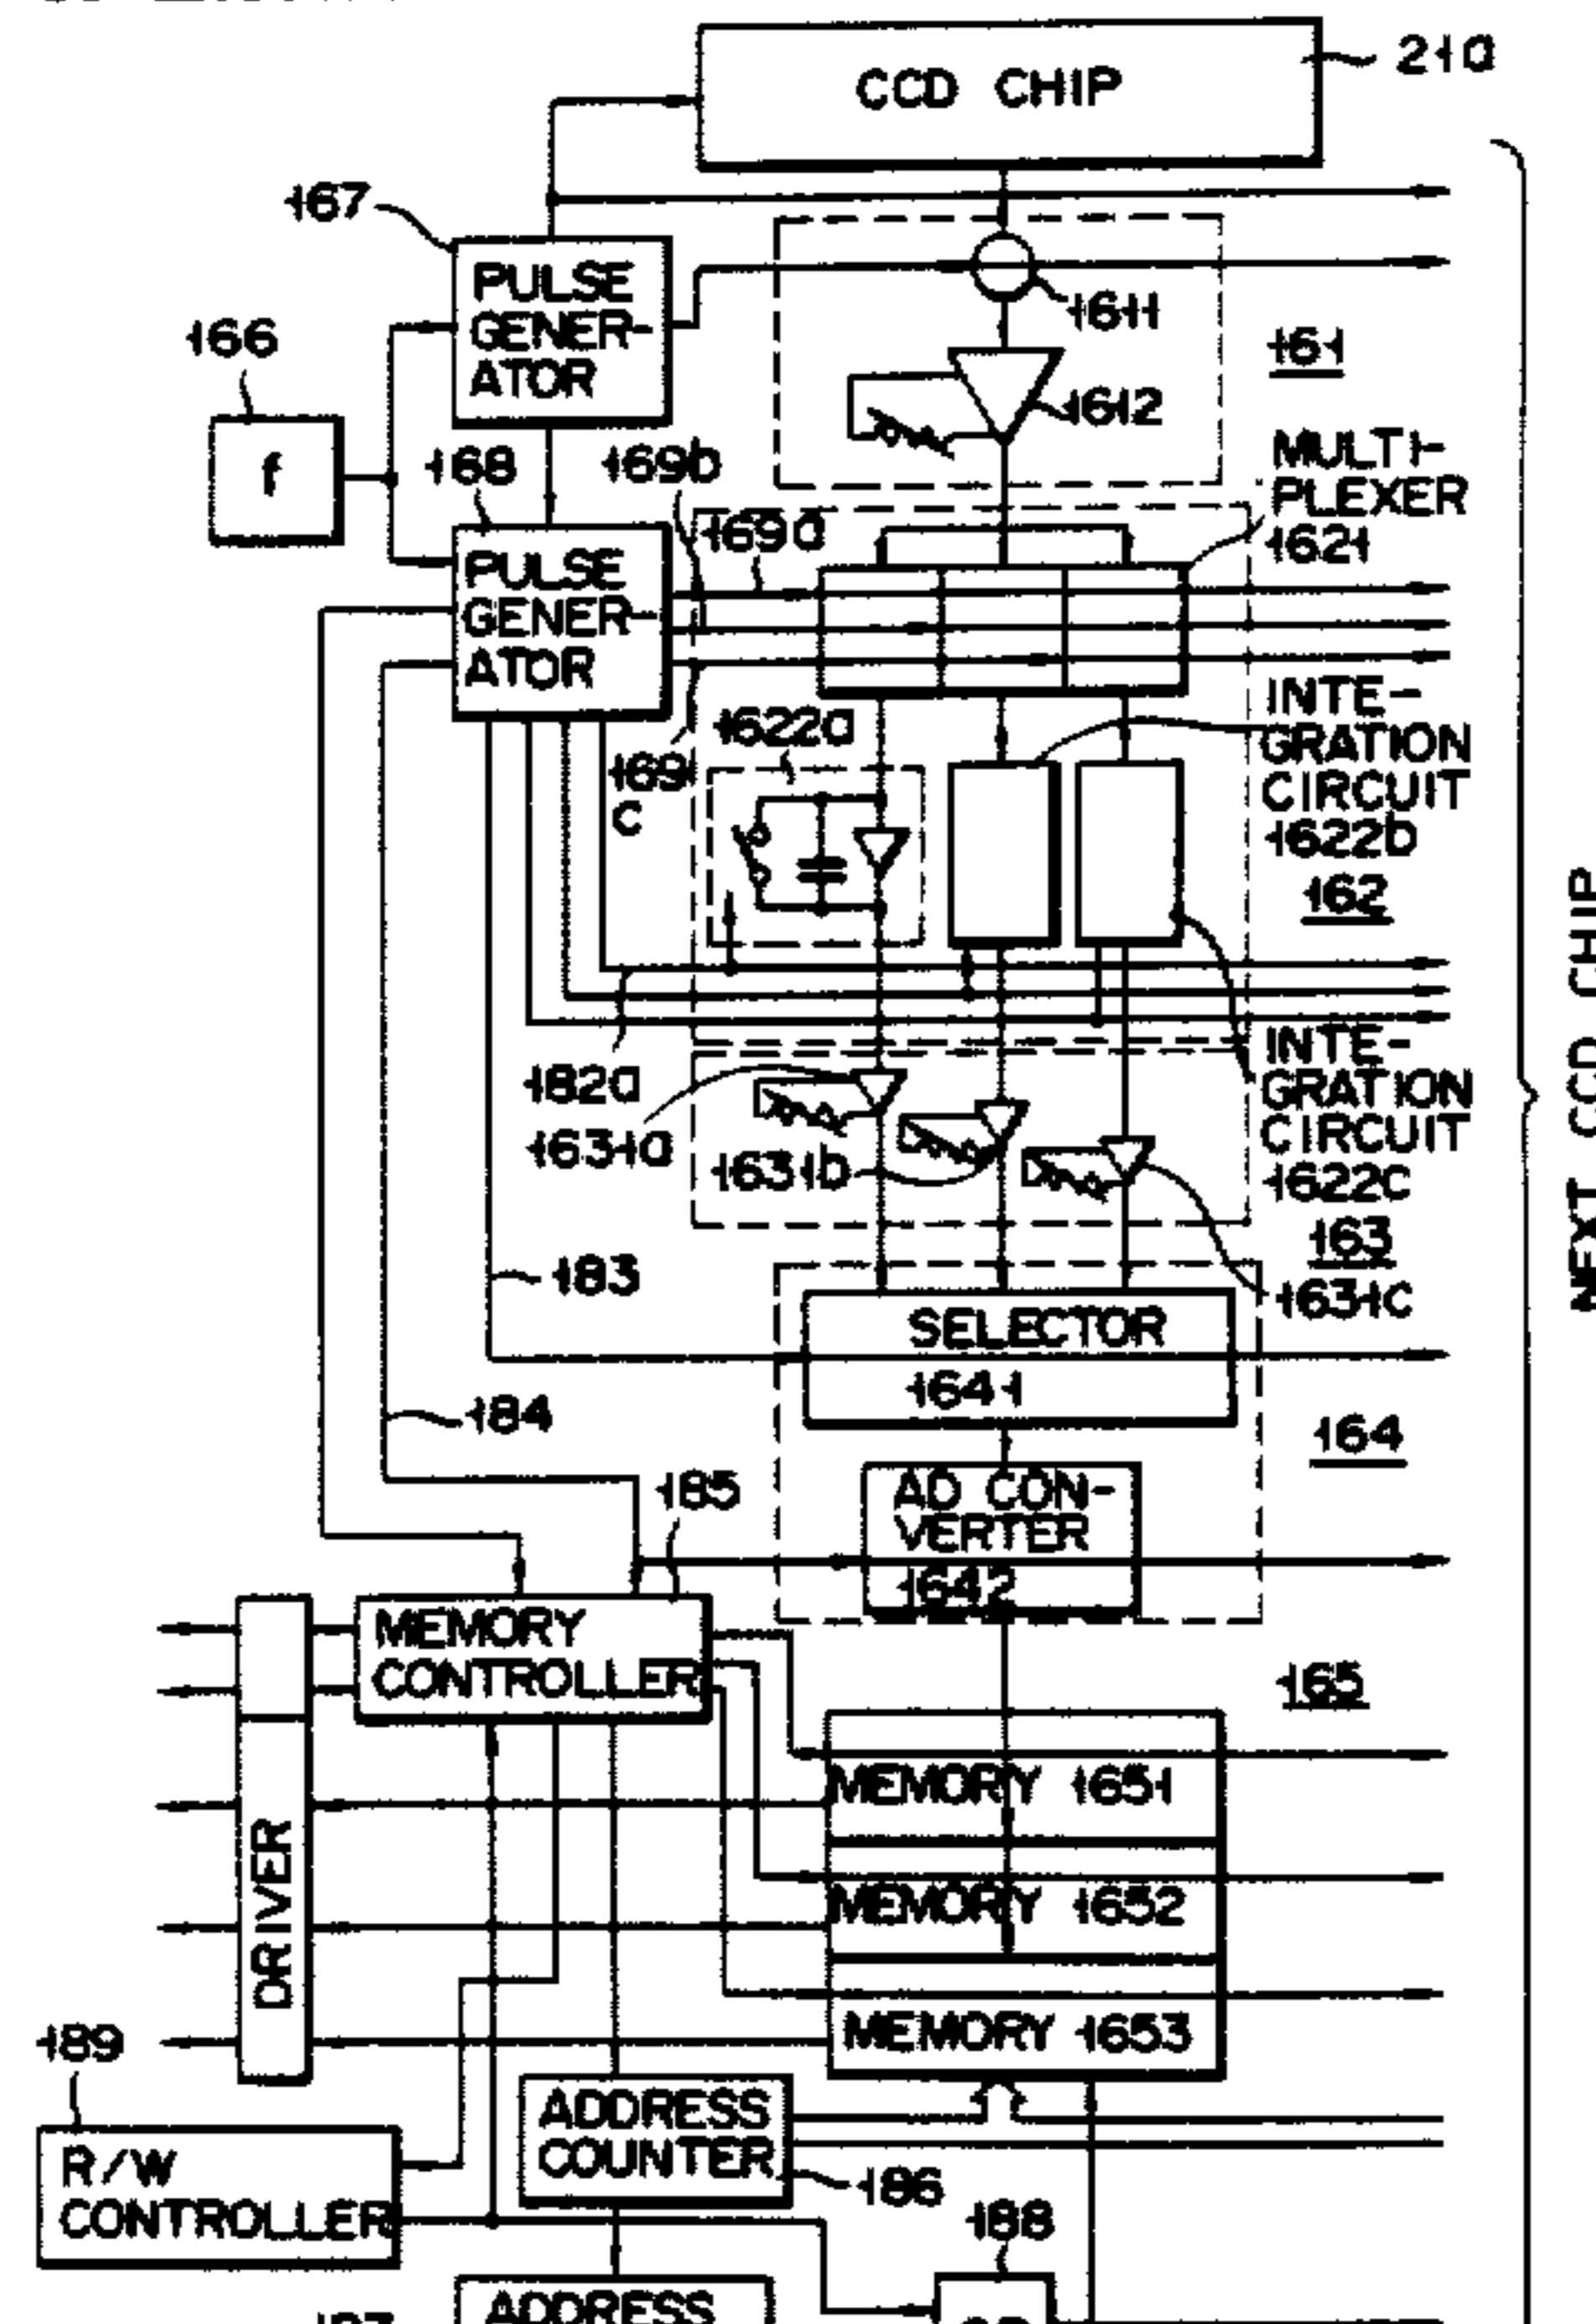 CCD CHIP
21a
167
PULSE
GENER-
ATOR
1611
166
161
f
1612
168
169b
MULTI-
PLEXER
1621
169a
PULSE
GENER-
ATOR
INTE-
GRATION
CIRCUIT
1622b
1622a
169
C
162
NEXT CCD CHIP
182a
INTE-
GRATION
CIRCUIT
1622c
1631a
1631b
163
1631c
183
SELECTOR
1641
184
164
185
AD CON-
VERTER
1642
MEMORY
CONTROLLER
165
MEMORY 1651
DRIVER
MEMORY 1652
MEMORY 1653
189
ADDRESS
COUNTER
R/W
CONTROLLER
186
188
ADDRESS